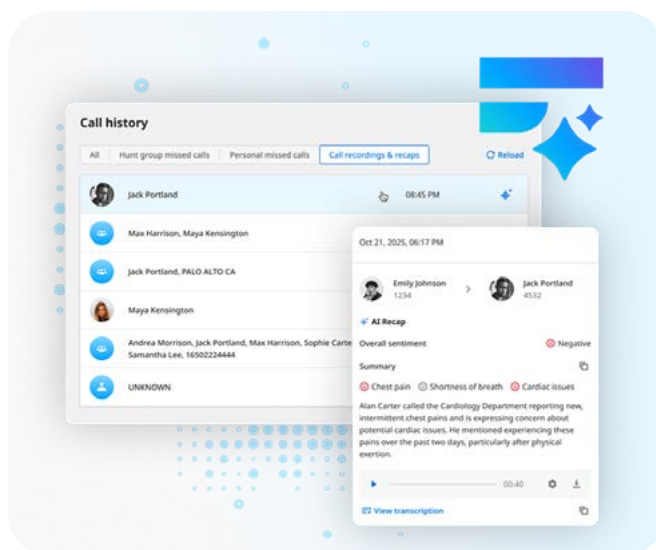 Call history
All Hunt group missed calls Personal missed calls Call recordings & recaps Reload
Jack Portland 08:45 PM
Max Harrison, Maya Kensington
Jack Portland, PALO ALTO CA
Maya Kensington
Andrea Morrison, Jack Portland, Max Harrison, Sophie Carte
Samantha Lee, 16502224444
UNKNOWN
Oct 21, 2025, 06:17 PM
Emily Johnson > Jack Portland
1234 4532
AI Recap
Overall sentiment Negative
Summary
Chest pain Shortness of breath Cardiac issues
Alan Carter called the Cardiology Department reporting new,
intermittent chest pains and is expressing concern about
potential cardiac issues. He mentioned experiencing these
pains over the past two days, particularly after physical
exertion.
00:40
View transcription